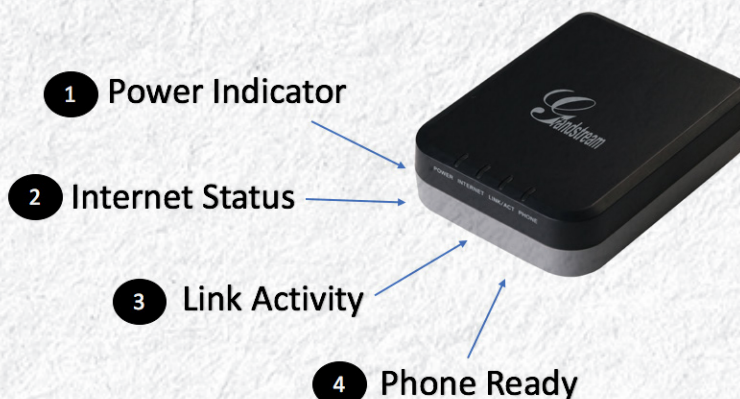 1 Power Indicator
Grandstream
POWER INTERNET LINK/ACT PHONE
2 Internet Status
3 Link Activity
4 Phone Ready